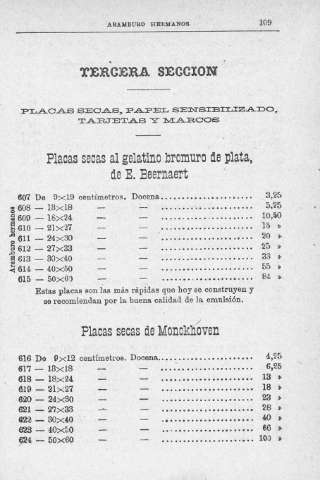 ARAMBURO HERMANOS 109
TERCERA SECCION
PLACAS SECAS, PAPEL SENSIBILIZADO,
TARJETAS Y MARCOS
Placas secas al gelatino bromuro de plata,
de E. Beernaert
607 De 9×19 centímetros. Docena 3,25
608 — 13×18 — — 5,25
609 — 16×24 — — 10,50
610 — 21×27 — — 15 »
611 — 24×30 — — 20 »
612 — 27×33 — — 25 »
613 — 30×40 — — 33 »
614 — 40×50 — — 55 »
615 — 50×60 — — 84 »
Aramburo hermanos
Estas placas son las más rápidas que hoy se construyen y
se recomiendan por la buena calidad de la emulsión.
Placas secas de Monckhoven
616 De 9×12 centímetros. Docena 4,25
617 — 13×18 — — 6,25
618 — 18×24 — — 13 »
619 — 21×27 — — 18 »
620 — 24×30 — — 23 »
621 — 27×33 — — 28 »
622 — 30×40 — — 40 »
623 — 40×50 — — 66 »
624 — 50×60 — — 100 »